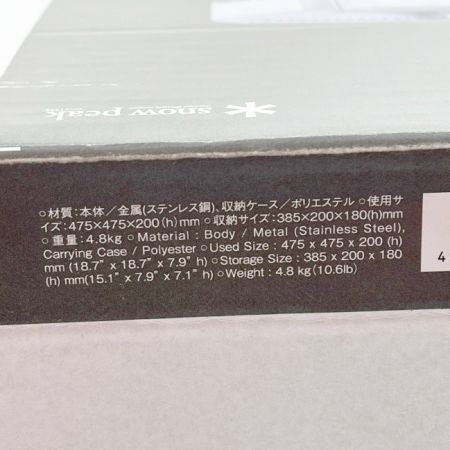 snow peak
○材質：本体／金属(ステンレス鋼)、収納ケース／ポリエステル ○使用サ
イズ：475×475×200(h)mm ○収納サイズ：385×200×180(h)mm
○重量：4.8kg ○ Material : Body / Metal (Stainless Steel),
Carrying Case / Polyester ○ Used Size : 475 x 475 x 200 (h)
mm (18.7" x 18.7" x 7.9" h) ○ Storage Size : 385 x 200 x 180
(h) mm(15.1" x 7.9" x 7.1" h) ○ Weight : 4.8 kg (10.6lb)
4